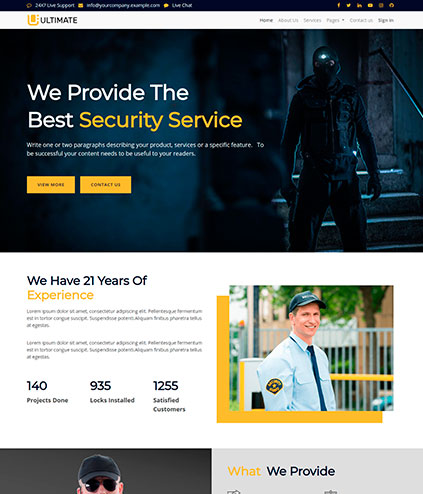 24X7 Live Support info@yourcompany.example.com Live Chat
ULTIMATE
Home About Us Services Pages Contact us Sign In
We Provide The
Best Security Service
Write one or two paragraphs describing your product, services or a specific feature. To
be successful your content needs to be useful to your readers.
VIEW MORE CONTACT US
We Have 21 Years Of
Experience
Lorem ipsum dolor sit amet, consectetur adipiscing elit. Pellentesque fermentum
est in tortor congue suscipit. Suspendisse potenti.Aliquam finibus pharetra tellus
at egestas.
Lorem ipsum dolor sit amet, consectetur adipiscing elit. Pellentesque fermentum
est in tortor congue suscipit. Suspendisse potenti.Aliquam finibus pharetra tellus
at egestas.
140 935 1255
Projects Done Locks Installed Satisfied
Customers
What We Provide